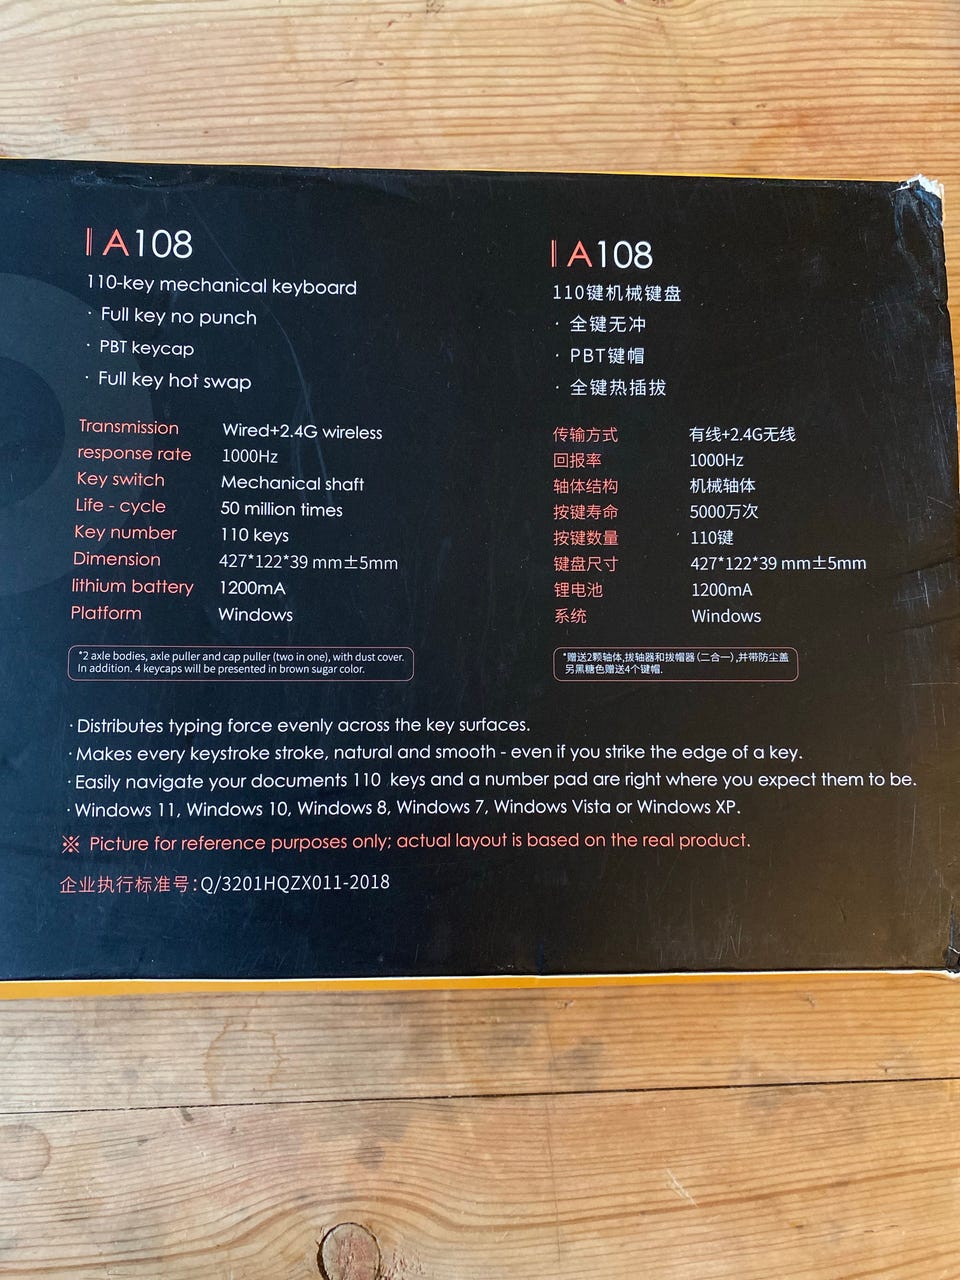 A108
110-key mechanical keyboard
· Full key no punch
· PBT keycap
· Full key hot swap
Transmission Wired+2.4G wireless
response rate 1000Hz
Key switch Mechanical shaft
Life - cycle 50 million times
Key number 110 keys
Dimension 427*122*39 mm±5mm
lithium battery 1200mA
Platform Windows
*2 axle bodies, axle puller and cap puller (two in one), with dust cover.
In addition. 4 keycaps will be presented in brown sugar color.
A108
110键机械键盘
· 全键无冲
· PBT键帽
· 全键热插拔
传输方式 有线+2.4G无线
回报率 1000Hz
轴体结构 机械轴体
按键寿命 5000万次
按键数量 110键
键盘尺寸 427*122*39 mm±5mm
锂电池 1200mA
系统 Windows
*赠送2颗轴体,拔轴器和拔帽器(二合一),并带防尘盖
另黑糖色赠送4个键帽.
· Distributes typing force evenly across the key surfaces.
· Makes every keystroke stroke, natural and smooth - even if you strike the edge of a key.
· Easily navigate your documents 110 keys and a number pad are right where you expect them to be.
· Windows 11, Windows 10, Windows 8, Windows 7, Windows Vista or Windows XP.
※ Picture for reference purposes only; actual layout is based on the real product.
企业执行标准号：Q/3201HQZX011-2018